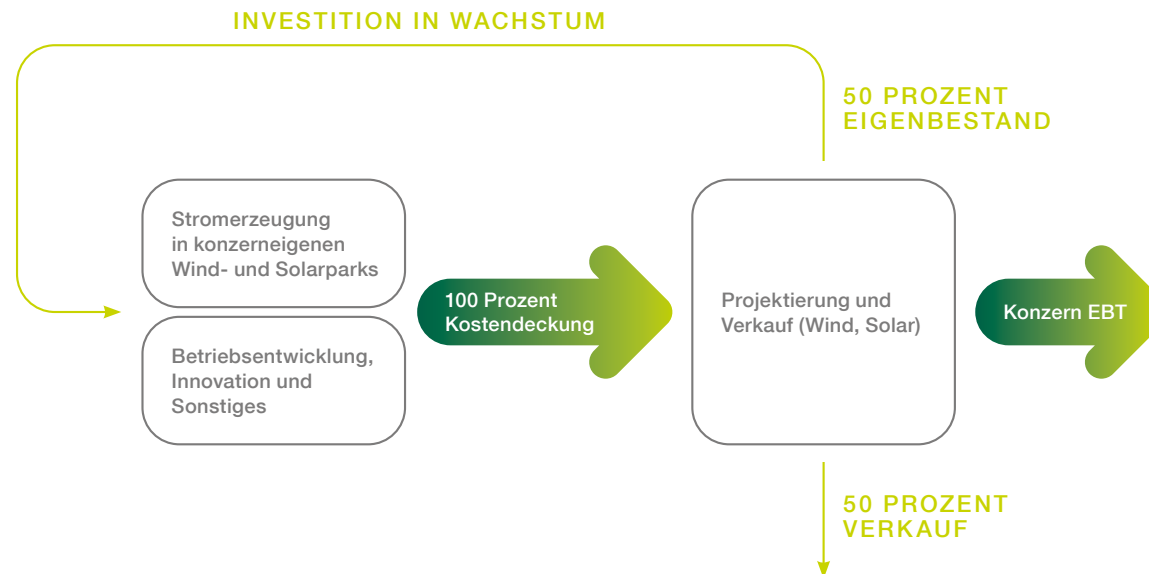 INVESTITION IN WACHSTUM
50 PROZENT
EIGENBESTAND
Stromerzeugung
in konzerneigenen
Wind- und Solarparks
Betriebsentwicklung,
Innovation und
Sonstiges
100 Prozent
Kostendeckung
Projektierung und
Verkauf (Wind, Solar)
Konzern EBT
50 PROZENT
VERKAUF